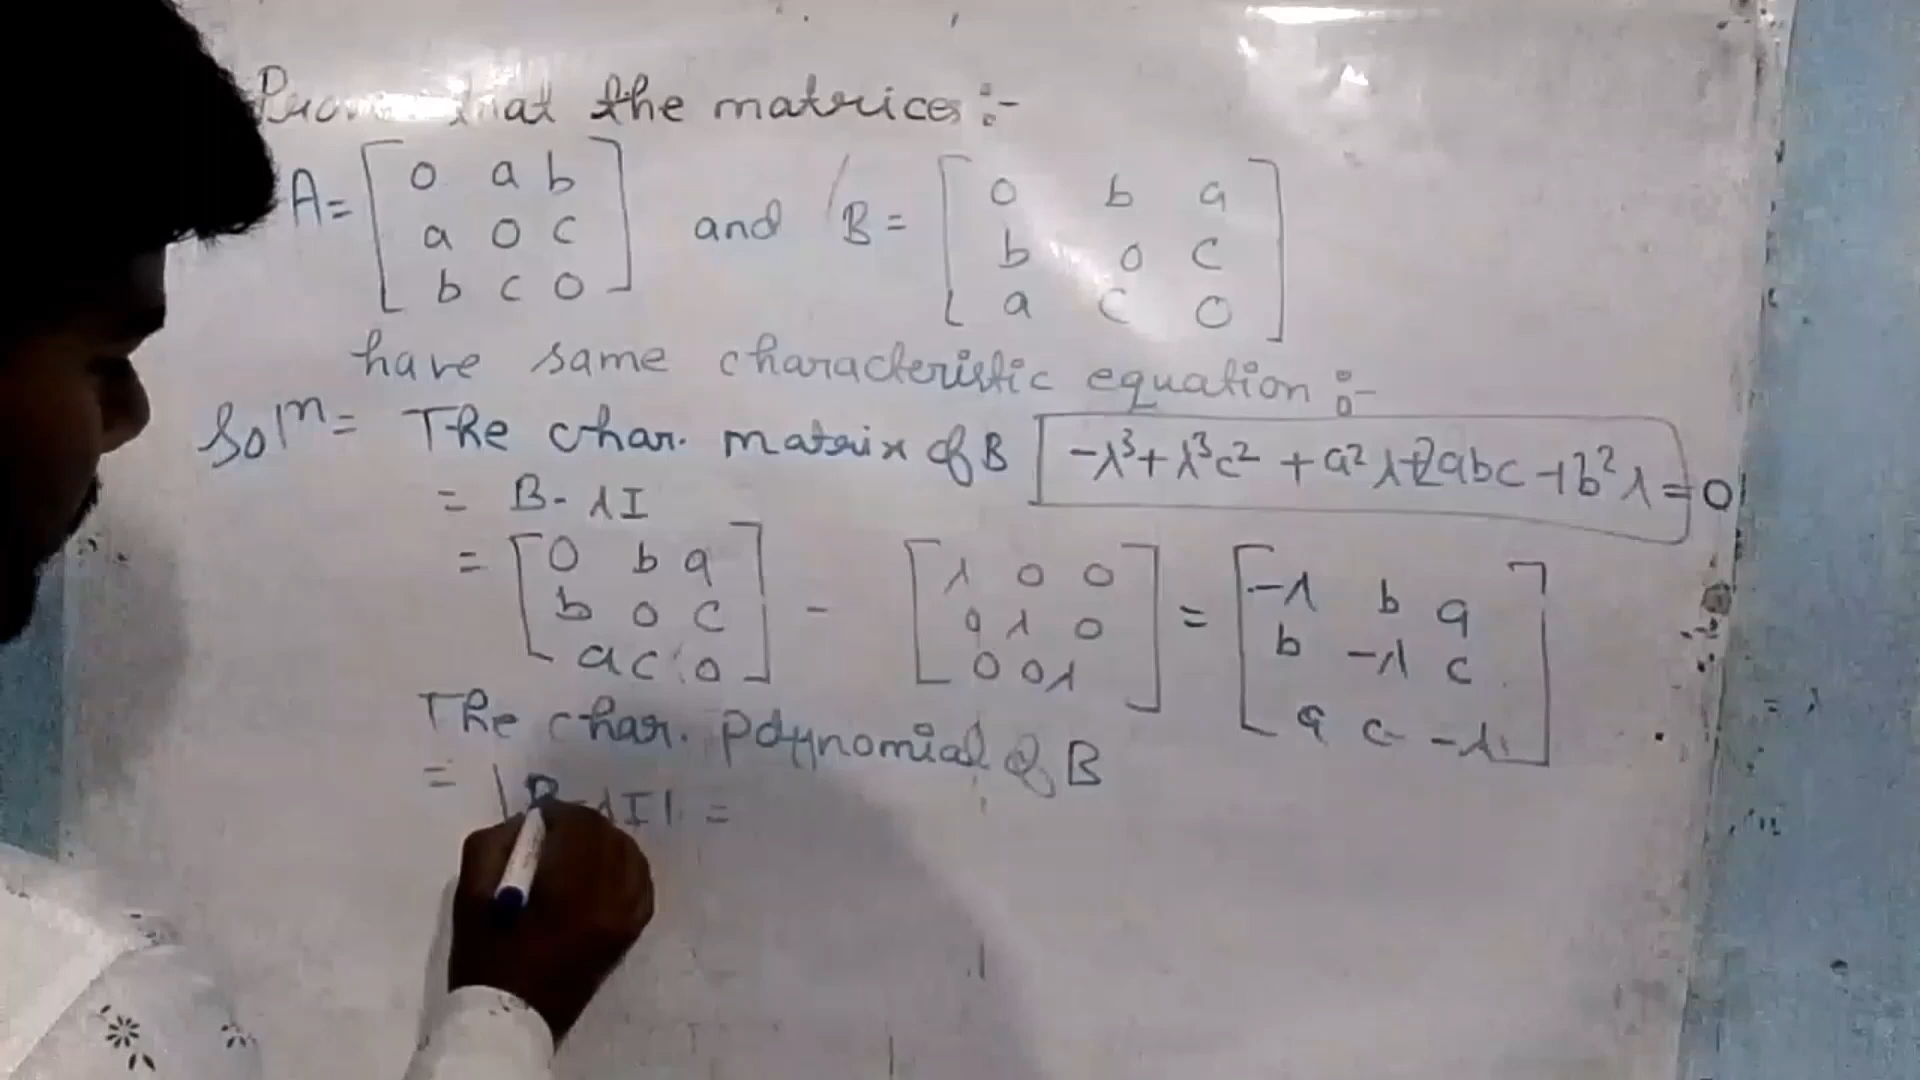 Prove that the matrices :-
A= [ 0 a b ] and B= [ 0 b a ]
[ a 0 c ] [ b 0 c ]
[ b c 0 ] [ a c 0 ]
have same characteristic equation :-
Solⁿ= The char. matrix of B -λ³+λ³c² +a²λ+2abc+b²λ=0
= B-λI
= [ 0 b a ] - [ λ 0 0 ] = [ -λ b a ]
[ b 0 c ] [ 0 λ 0 ] [ b -λ c ]
[ a c 0 ] [ 0 0 λ ] [ a c -λ ]
The char. polynomial of B
= |B-λI| =